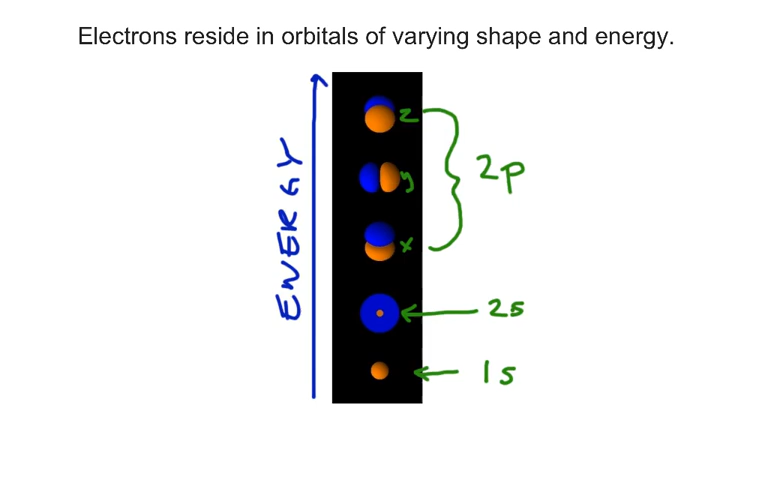 Electrons reside in orbitals of varying shape and energy.
ENERGY
z
y
2p
x
2s
1s